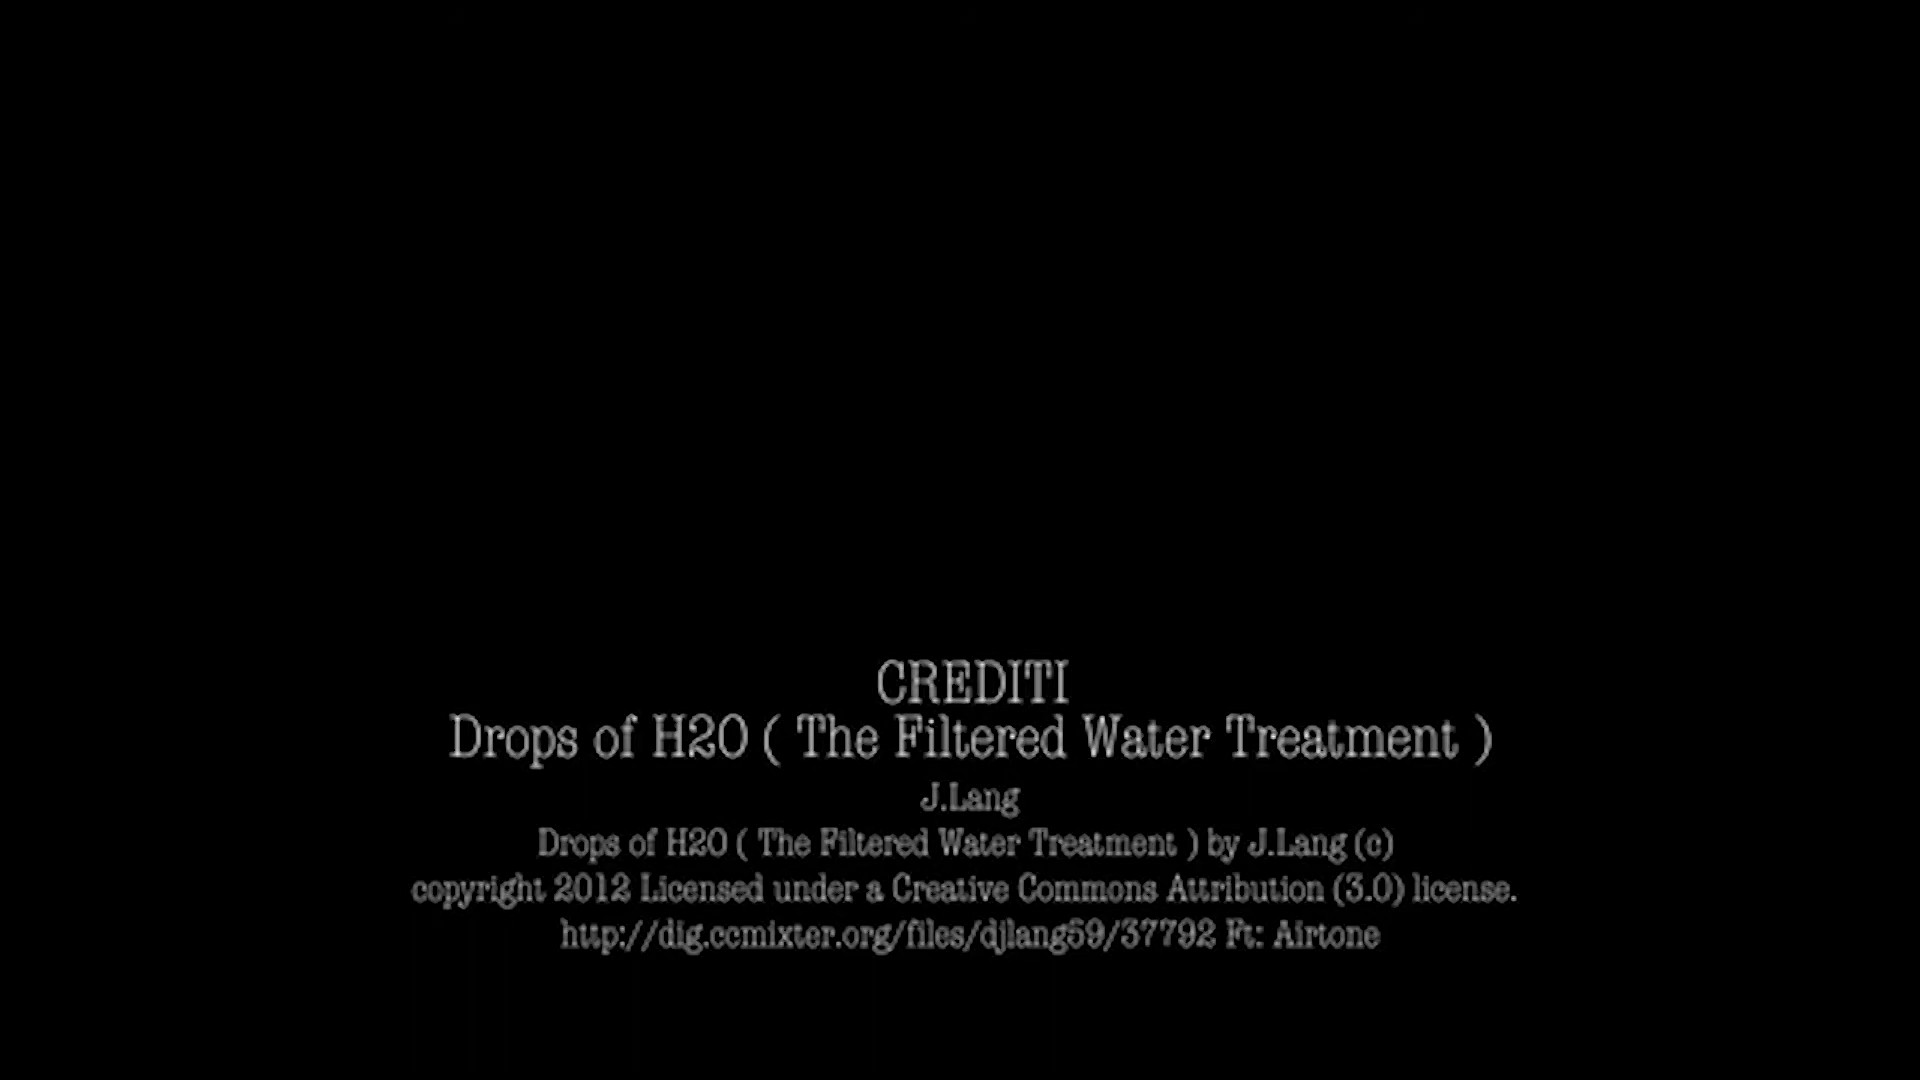 CREDITI
Drops of H2O ( The Filtered Water Treatment )
J.Lang
Drops of H2O ( The Filtered Water Treatment ) by J.Lang (c)
copyright 2012 Licensed under a Creative Commons Attribution (3.0) license.
http://dig.ccmixter.org/files/djlang59/37792 Ft: Airtone